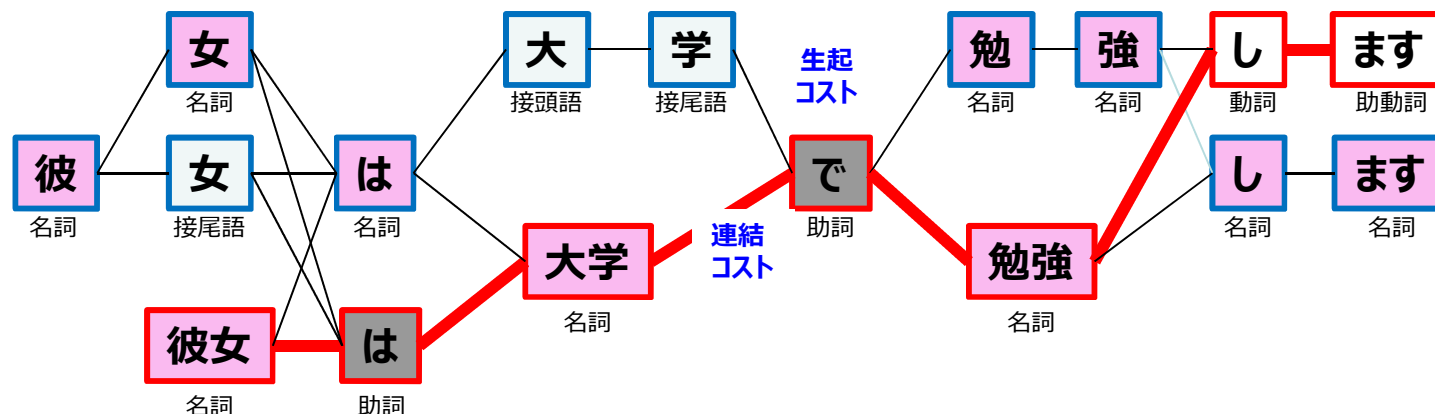 女
名詞
大
接頭語
学
接尾語
生起
コスト
勉
名詞
強
名詞
し
動詞
ます
助動詞
彼
名詞
女
接尾語
は
名詞
で
助詞
し
名詞
ます
名詞
大学
名詞
連結
コスト
勉強
名詞
彼女
名詞
は
助詞